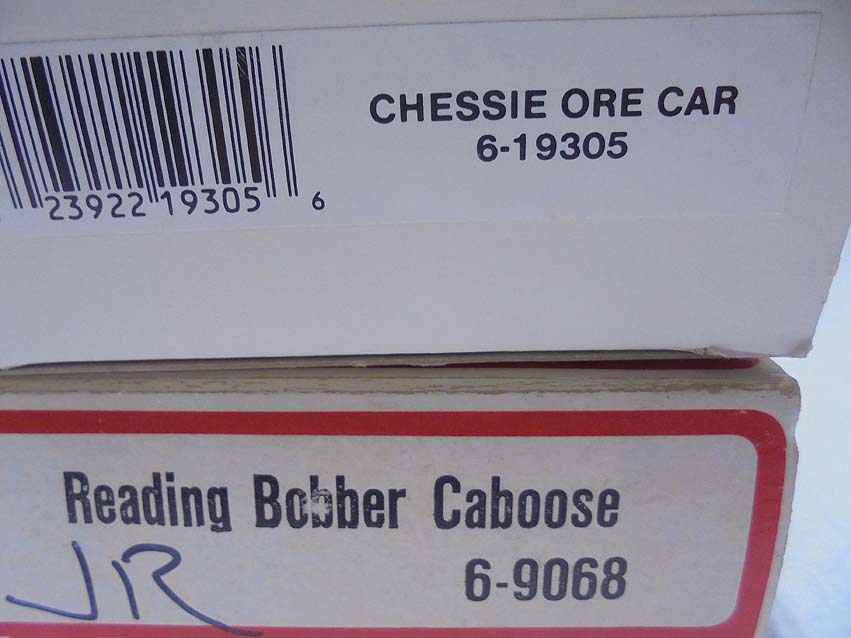 CHESSIE ORE CAR
6-19305
23922 19305 6
Reading Bobber Caboose
JR
6-9068